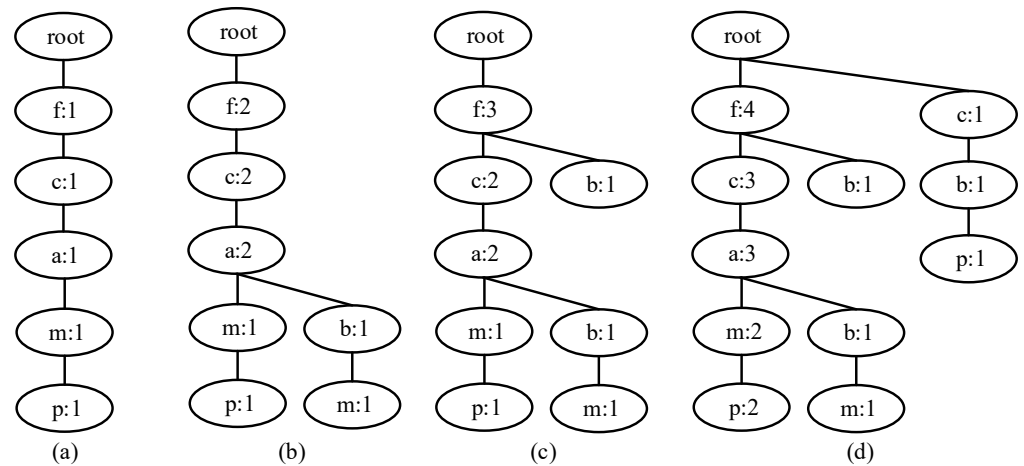 root
f:1
c:1
a:1
m:1
p:1
(a)
root
f:2
c:2
a:2
m:1
b:1
p:1
m:1
(b)
root
f:3
c:2
b:1
a:2
m:1
b:1
p:1
m:1
(c)
root
f:4
c:1
c:3
b:1
b:1
a:3
p:1
m:2
b:1
p:2
m:1
(d)